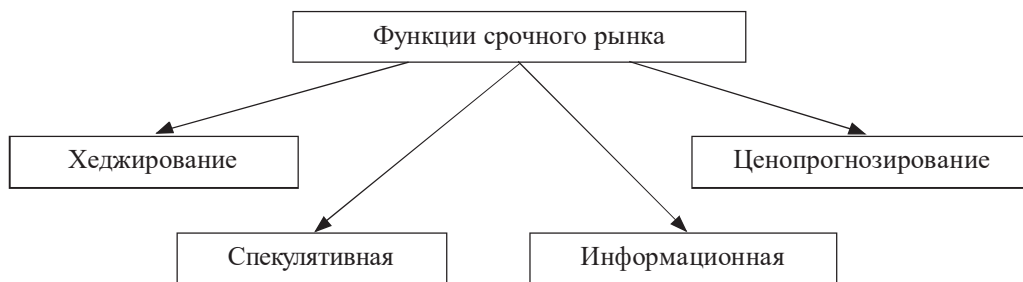 Функции срочного рынка
Хеджирование
Ценопрогнозирование
Спекулятивная
Информационная